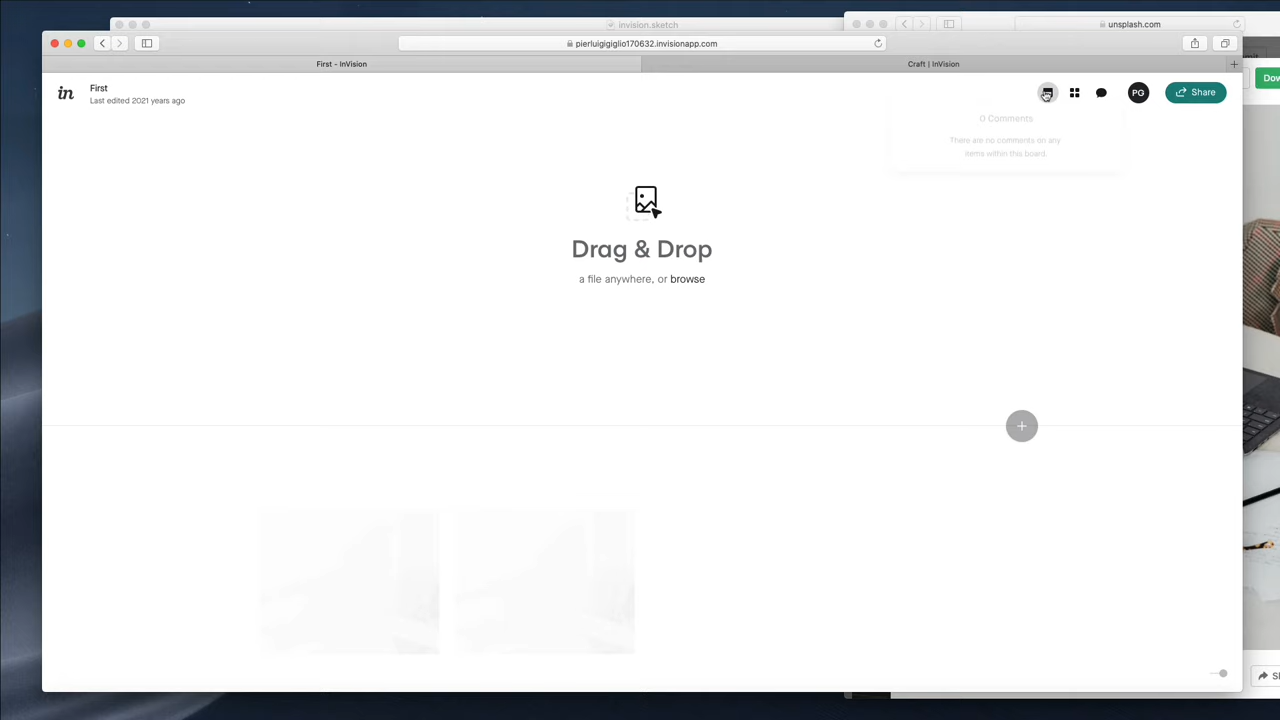 invision.sketch
unsplash.com
pierluigigiglio170632.invisionapp.com
First - InVision
Craft | InVision
in
First
Last edited 2021 years ago
PG
Share
0 Comments
There are no comments on any
items within this board.
Drag & Drop
a file anywhere, or browse